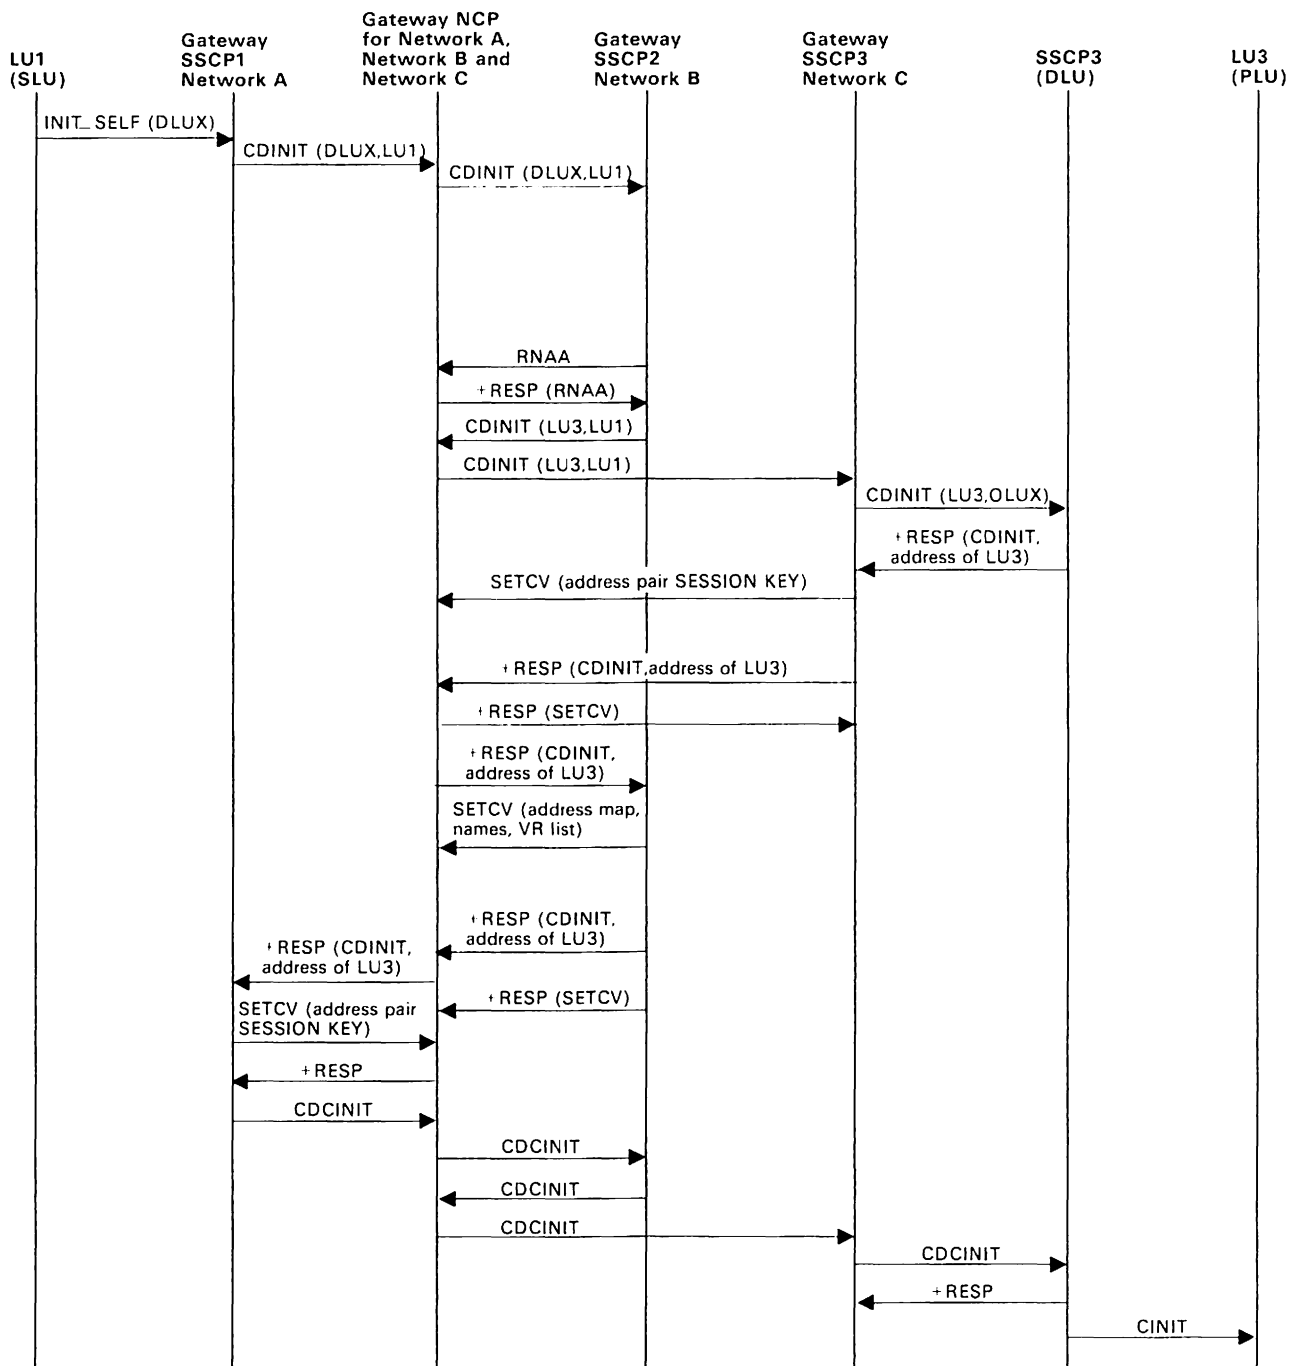 LU1
(SLU)
Gateway
SSCP1
Network A
Gateway NCP
for Network A,
Network B and
Network C
Gateway
SSCP2
Network B
Gateway
SSCP3
Network C
SSCP3
(DLU)
LU3
(PLU)
INIT_SELF (DLUX)
CDINIT (DLUX,LU1)
CDINIT (DLUX,LU1)
RNAA
+RESP (RNAA)
CDINIT (LU3,LU1)
CDINIT (LU3,LU1)
CDINIT (LU3,OLUX)
+RESP (CDINIT,
address of LU3)
SETCV (address pair SESSION KEY)
+RESP (CDINIT,address of LU3)
+RESP (SETCV)
+RESP (CDINIT,
address of LU3)
SETCV (address map,
names, VR list)
+RESP (CDINIT,
address of LU3)
+RESP (CDINIT,
address of LU3)
+RESP (SETCV)
SETCV (address pair
SESSION KEY)
+RESP
CDCINIT
CDCINIT
CDCINIT
CDCINIT
CDCINIT
+RESP
CINIT